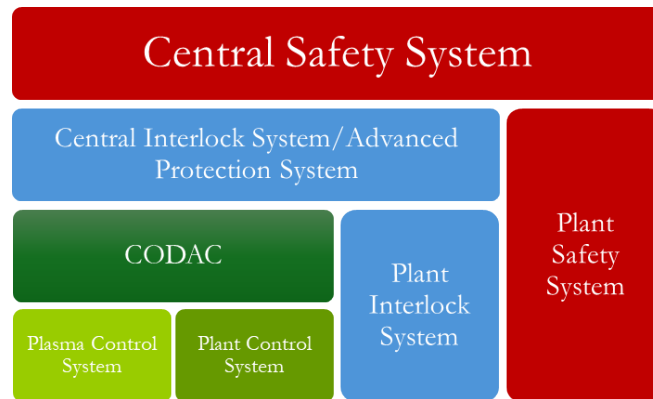 Central Safety System
Central Interlock System/Advanced
Protection System
CODAC
Plant
Interlock
System
Plant
Safety
System
Plasma Control
System
Plant Control
System